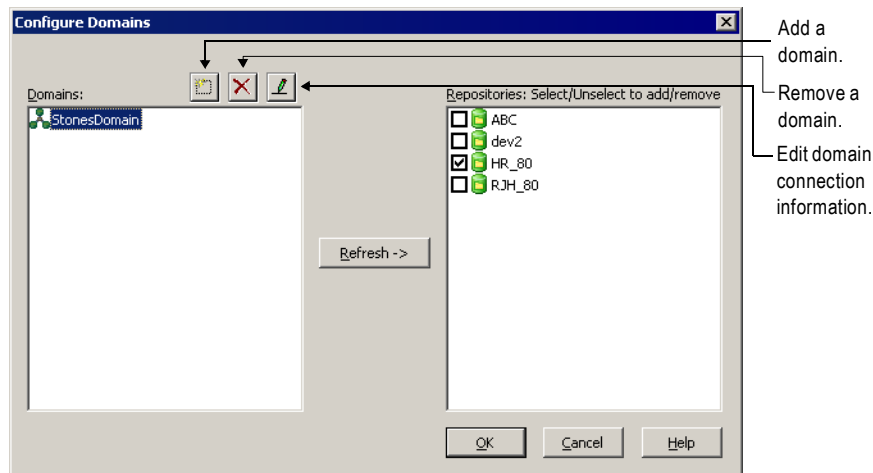 Configure Domains
Add a
domain.
Domains:
Repositories: Select/Unselect to add/remove
Remove a
domain.
StonesDomain
ABC
dev2
HR_80
RJH_80
Edit domain
connection
information.
Refresh ->
OK
Cancel
Help